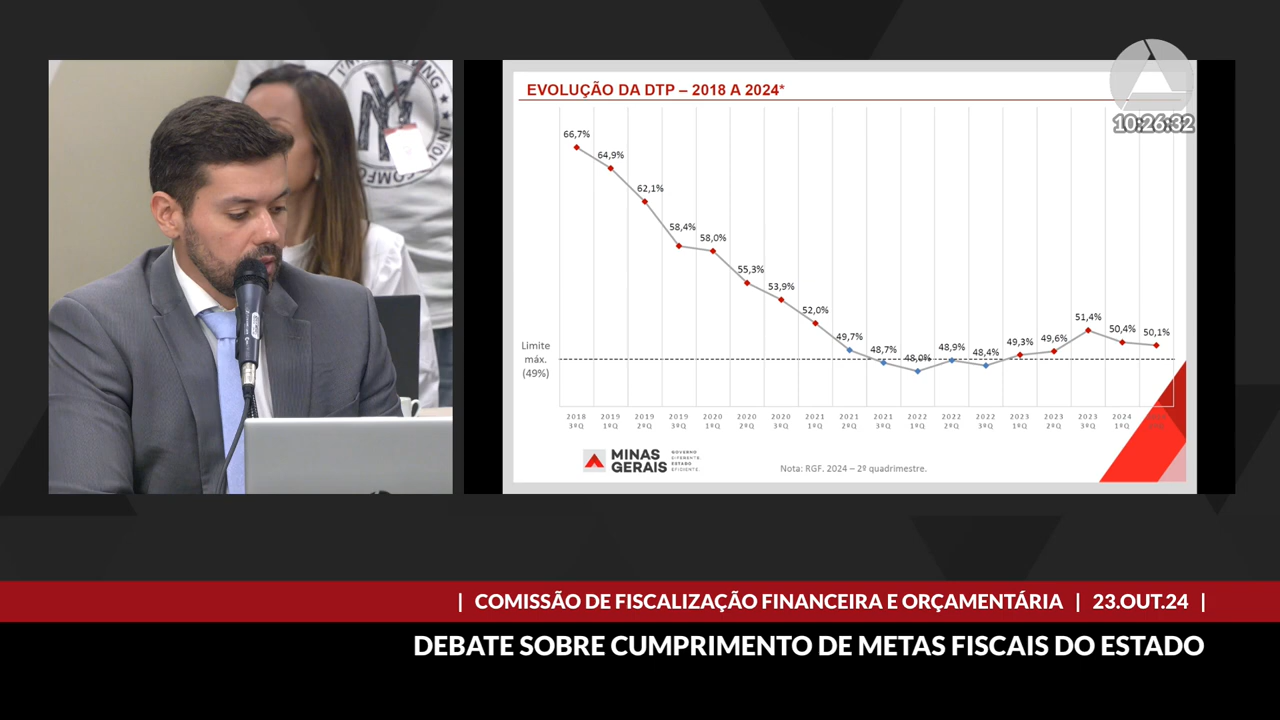 EVOLUÇÃO DA DTP – 2018 A 2024*
10:26:32
66,7%
64,9%
62,1%
58,4%
58,0%
55,3%
53,9%
52,0%
49,7%
48,7%
48,0%
48,9%
48,4%
49,3%
49,6%
51,4%
50,4%
50,1%
Limite
máx.
(49%)
2018 2019 2019 2019 2020 2020 2020 2021 2021 2021 2022 2022 2022 2023 2023 2023 2024
3ºQ 1ºQ 2ºQ 3ºQ 1ºQ 2ºQ 3ºQ 1ºQ 2ºQ 3ºQ 1ºQ 2ºQ 3ºQ 1ºQ 2ºQ 3ºQ 1ºQ
MINAS
GERAIS
GOVERNO
DIFERENTE.
ESTADO
EFICIENTE.
Nota: RGF. 2024 – 2º quadrimestre.
| COMISSÃO DE FISCALIZAÇÃO FINANCEIRA E ORÇAMENTÁRIA | 23.OUT.24 |
DEBATE SOBRE CUMPRIMENTO DE METAS FISCAIS DO ESTADO